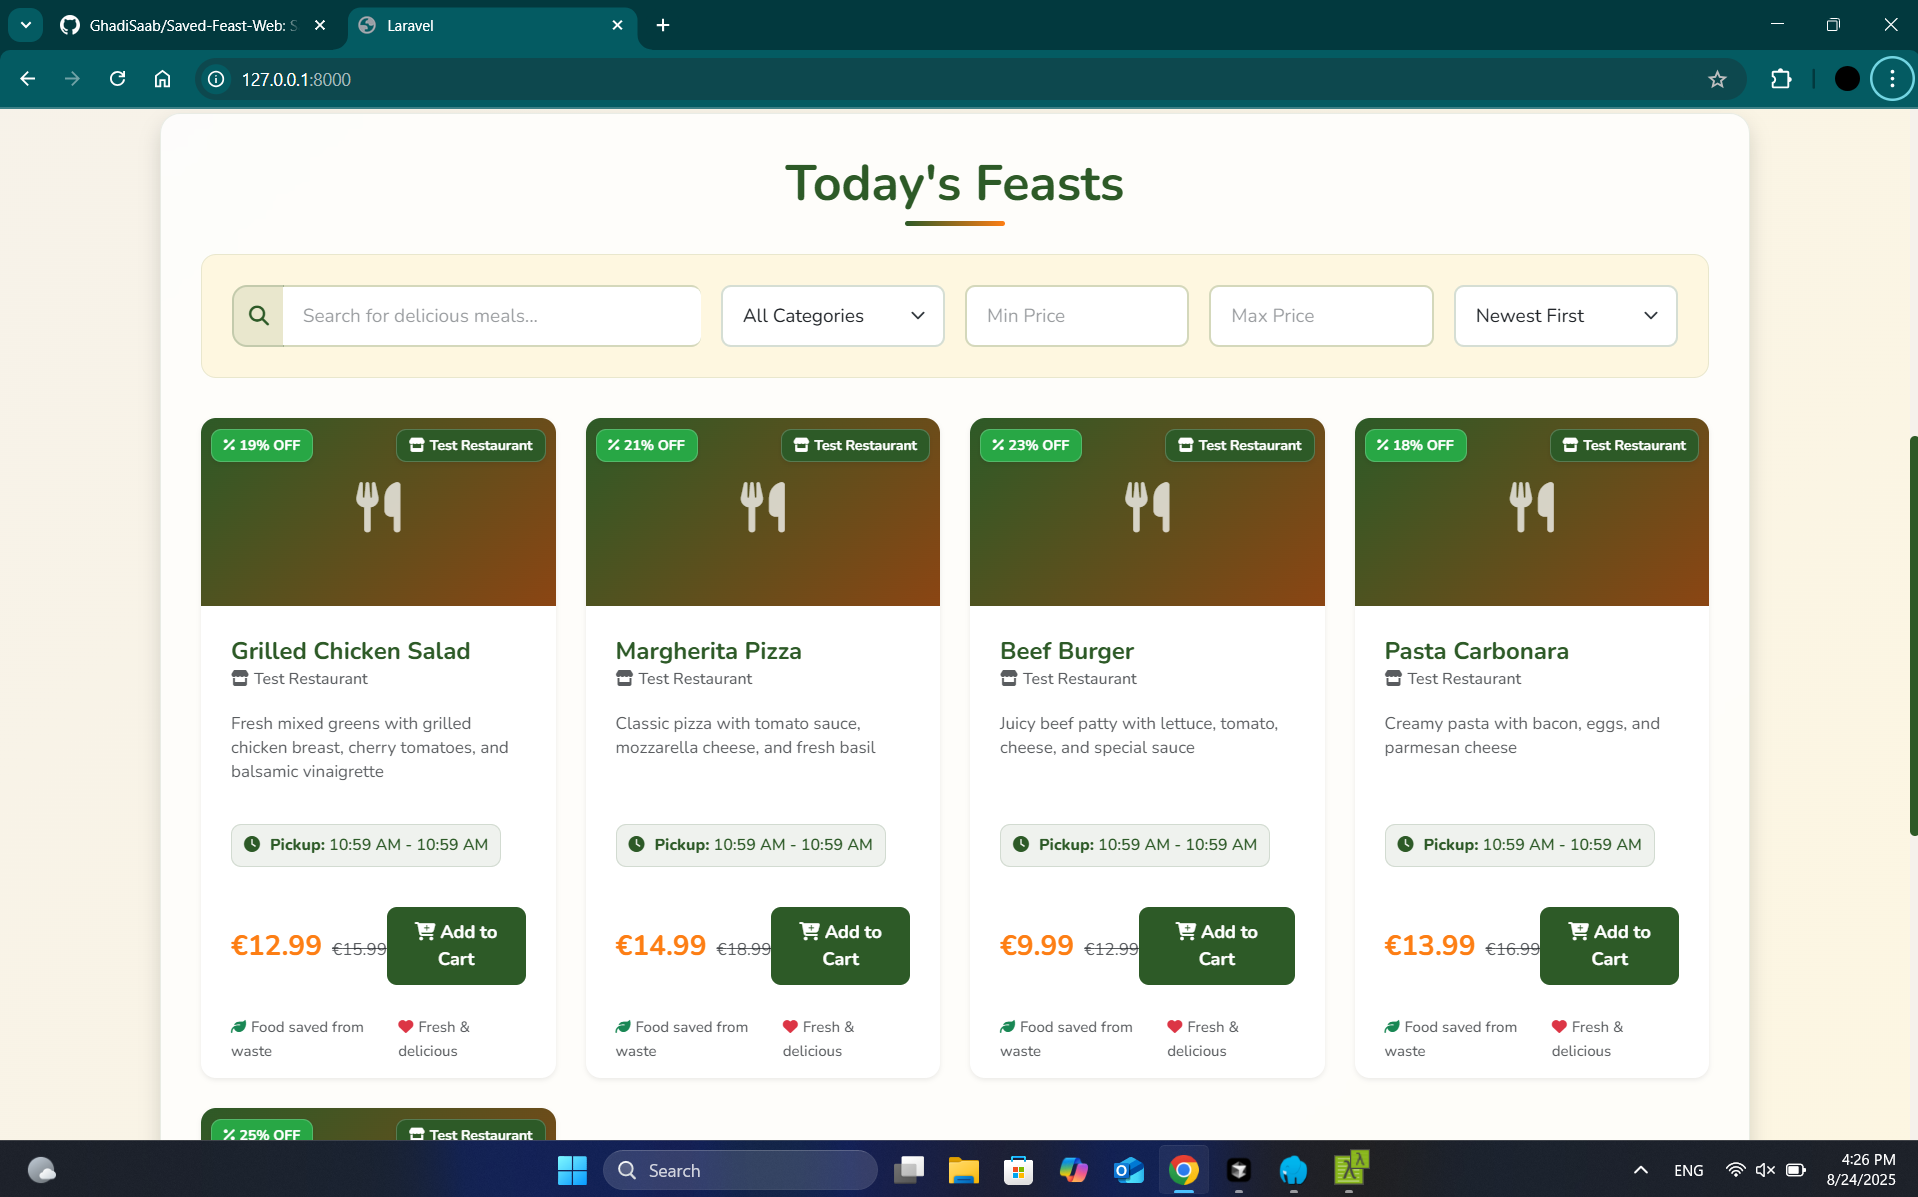 GhadiSaab/Saved-Feast-Web: S
Laravel
127.0.0.1:8000
Today's Feasts
Search for delicious meals...
All Categories
Min Price
Max Price
Newest First
19% OFF
Test Restaurant
21% OFF
Test Restaurant
23% OFF
Test Restaurant
18% OFF
Test Restaurant
Grilled Chicken Salad
Test Restaurant
Fresh mixed greens with grilled
chicken breast, cherry tomatoes, and
balsamic vinaigrette
Pickup: 10:59 AM - 10:59 AM
€12.99 €15.99
Add to
Cart
Food saved from
waste
Fresh &
delicious
Margherita Pizza
Test Restaurant
Classic pizza with tomato sauce,
mozzarella cheese, and fresh basil
Pickup: 10:59 AM - 10:59 AM
€14.99 €18.99
Add to
Cart
Food saved from
waste
Fresh &
delicious
Beef Burger
Test Restaurant
Juicy beef patty with lettuce, tomato,
cheese, and special sauce
Pickup: 10:59 AM - 10:59 AM
€9.99 €12.99
Add to
Cart
Food saved from
waste
Fresh &
delicious
Pasta Carbonara
Test Restaurant
Creamy pasta with bacon, eggs, and
parmesan cheese
Pickup: 10:59 AM - 10:59 AM
€13.99 €16.99
Add to
Cart
Food saved from
waste
Fresh &
delicious
25% OFF
Test Restaurant
Search
ENG
4:26 PM
8/24/2025